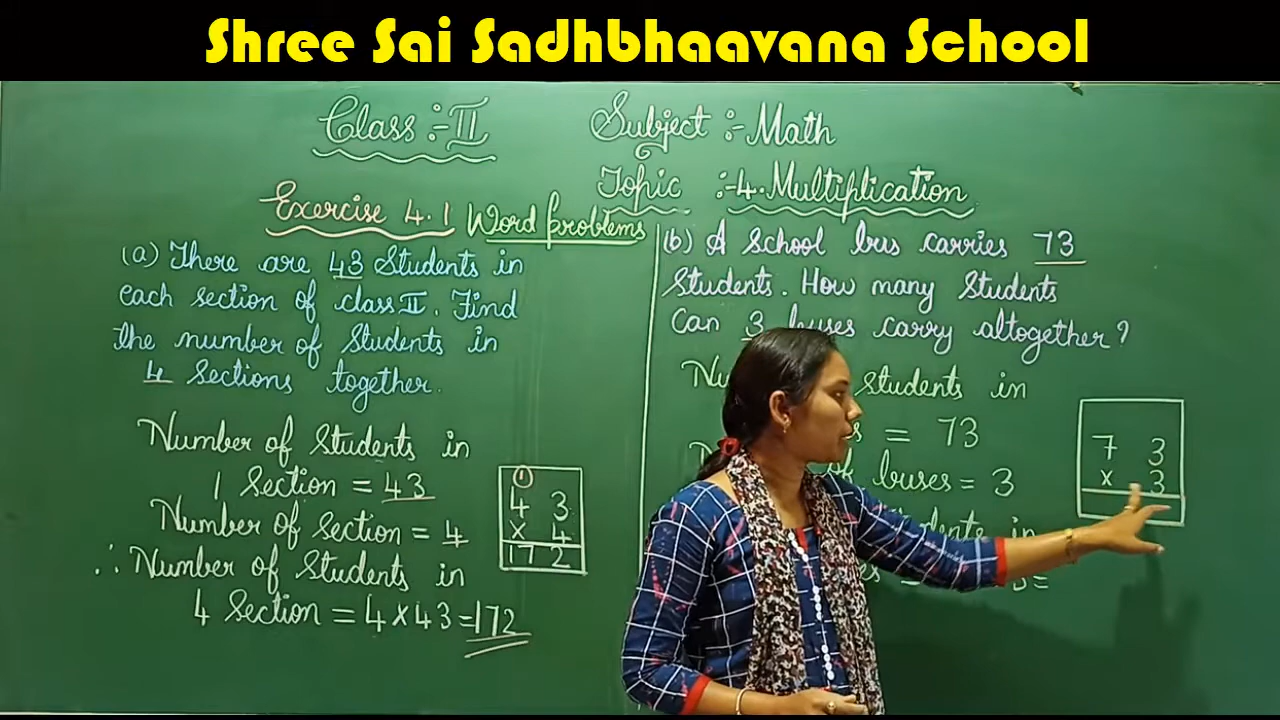 Shree Sai Sadhbhaavana School
Class :- II
Subject :- Math
Topic :- 4. Multiplication
Exercise 4.1 Word problems
(a) There are 43 Students in
each section of class II. Find
the number of Students in
4 Sections together.
Number of Students in
1 Section = 43
Number of section = 4
∴ Number of Students in
4 Section = 4 × 43 = 172
1
4 3
× 4
172
(b) A School bus carries 73
Students. How many Students
Can 3 buses carry altogether?
students in
= 73
of buses = 3
in
=
7 3
× 3